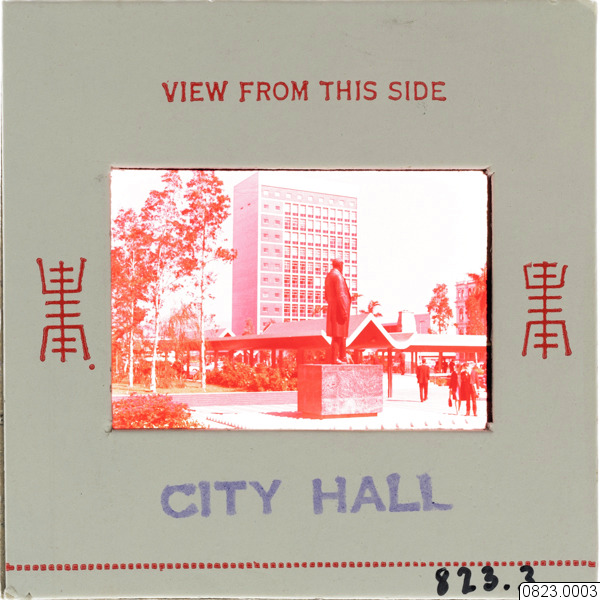 VIEW FROM THIS SIDE
CITY HALL
823.3
0823.0003